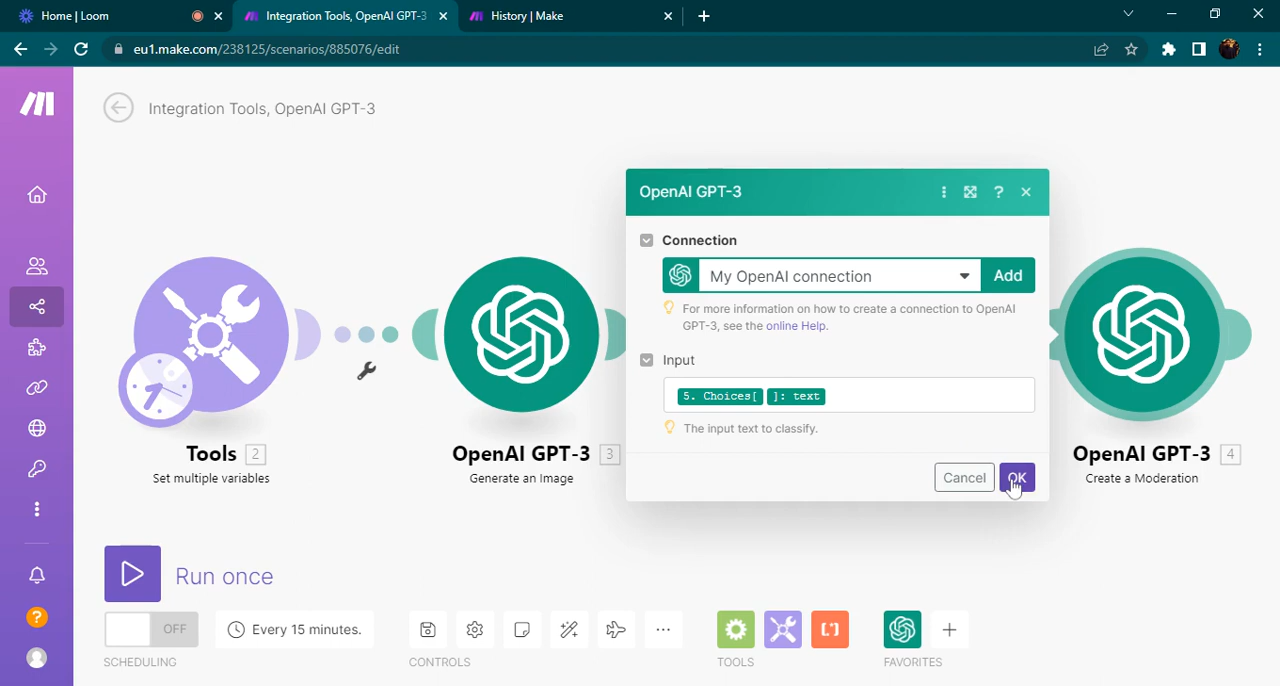 Home | Loom
Integration Tools, OpenAI GPT-3
History | Make
eu1.make.com/238125/scenarios/885076/edit
Integration Tools, OpenAI GPT-3
OpenAI GPT-3
?
Connection
My OpenAI connection
Add
For more information on how to create a connection to OpenAI
GPT-3, see the online Help.
Input
5. Choices[ ]: text
The input text to classify.
Cancel
OK
Tools 2
Set multiple variables
OpenAI GPT-3 3
Generate an Image
OpenAI GPT-3 4
Create a Moderation
Run once
OFF
Every 15 minutes.
SCHEDULING
CONTROLS
TOOLS
FAVORITES
?